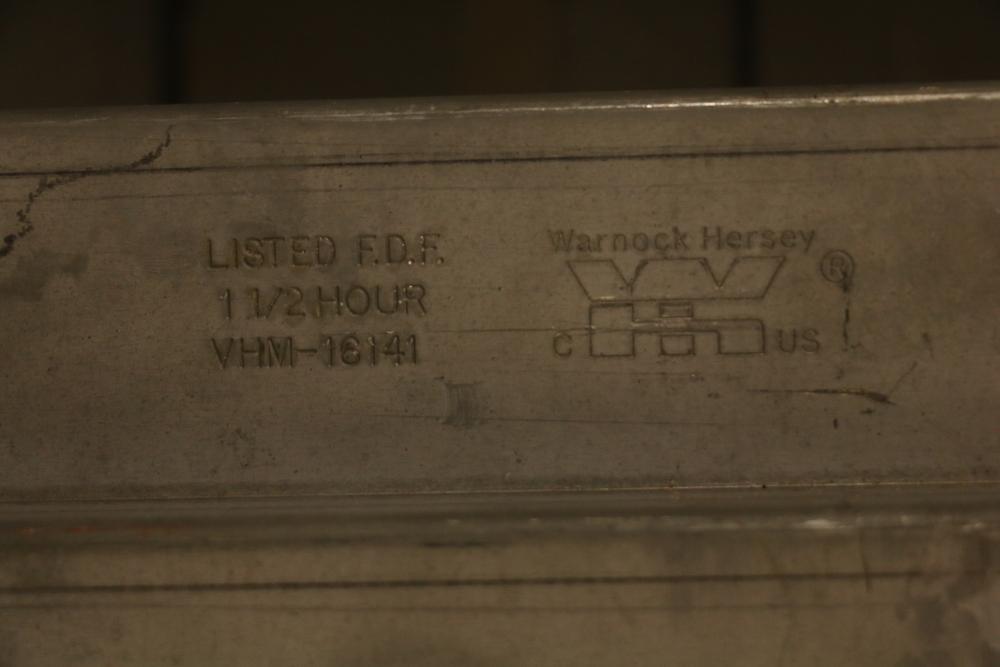 LISTED F.D.F.
1 1/2 HOUR
VHM-16141
Warnock Hersey
®
C US